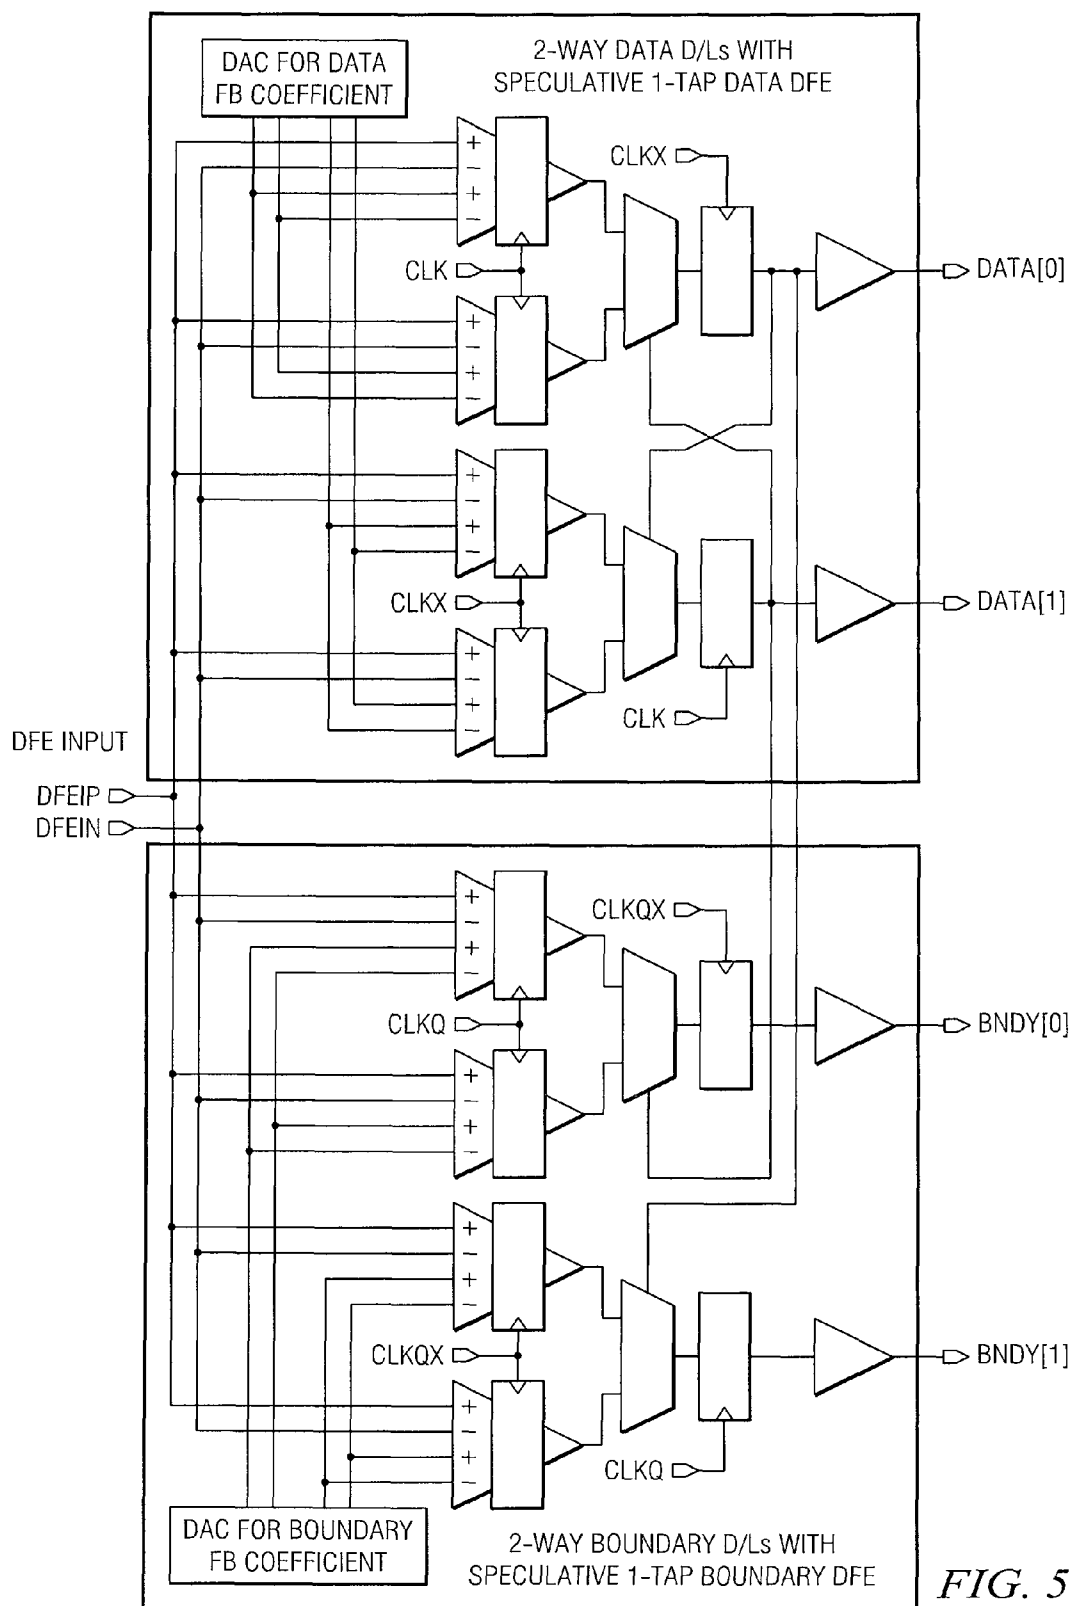 DAC FOR DATA
FB COEFFICIENT
2-WAY DATA D/Ls WITH
SPECULATIVE 1-TAP DATA DFE
+
−
+
−
CLKX
CLK
DATA[0]
+
−
+
−
+
−
+
−
CLKX
DATA[1]
+
−
+
−
CLK
DFE INPUT
DFEIP
DFEIN
+
−
+
−
CLKQX
CLKQ
BNDY[0]
+
−
+
−
+
−
+
−
CLKQX
BNDY[1]
+
−
+
−
CLKQ
DAC FOR BOUNDARY
FB COEFFICIENT
2-WAY BOUNDARY D/Ls WITH
SPECULATIVE 1-TAP BOUNDARY DFE
FIG. 5